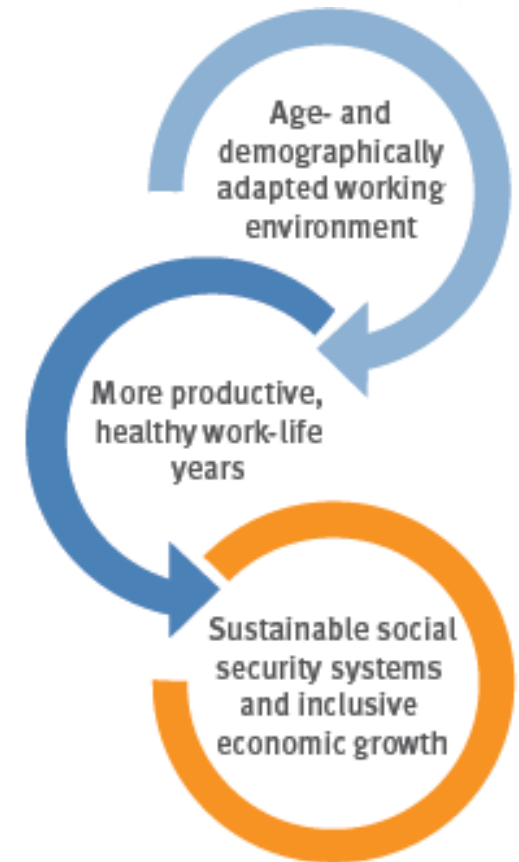 Age- and
demographically
adapted working
environment
More productive,
healthy work-life
years
Sustainable social
security systems
and inclusive
economic growth